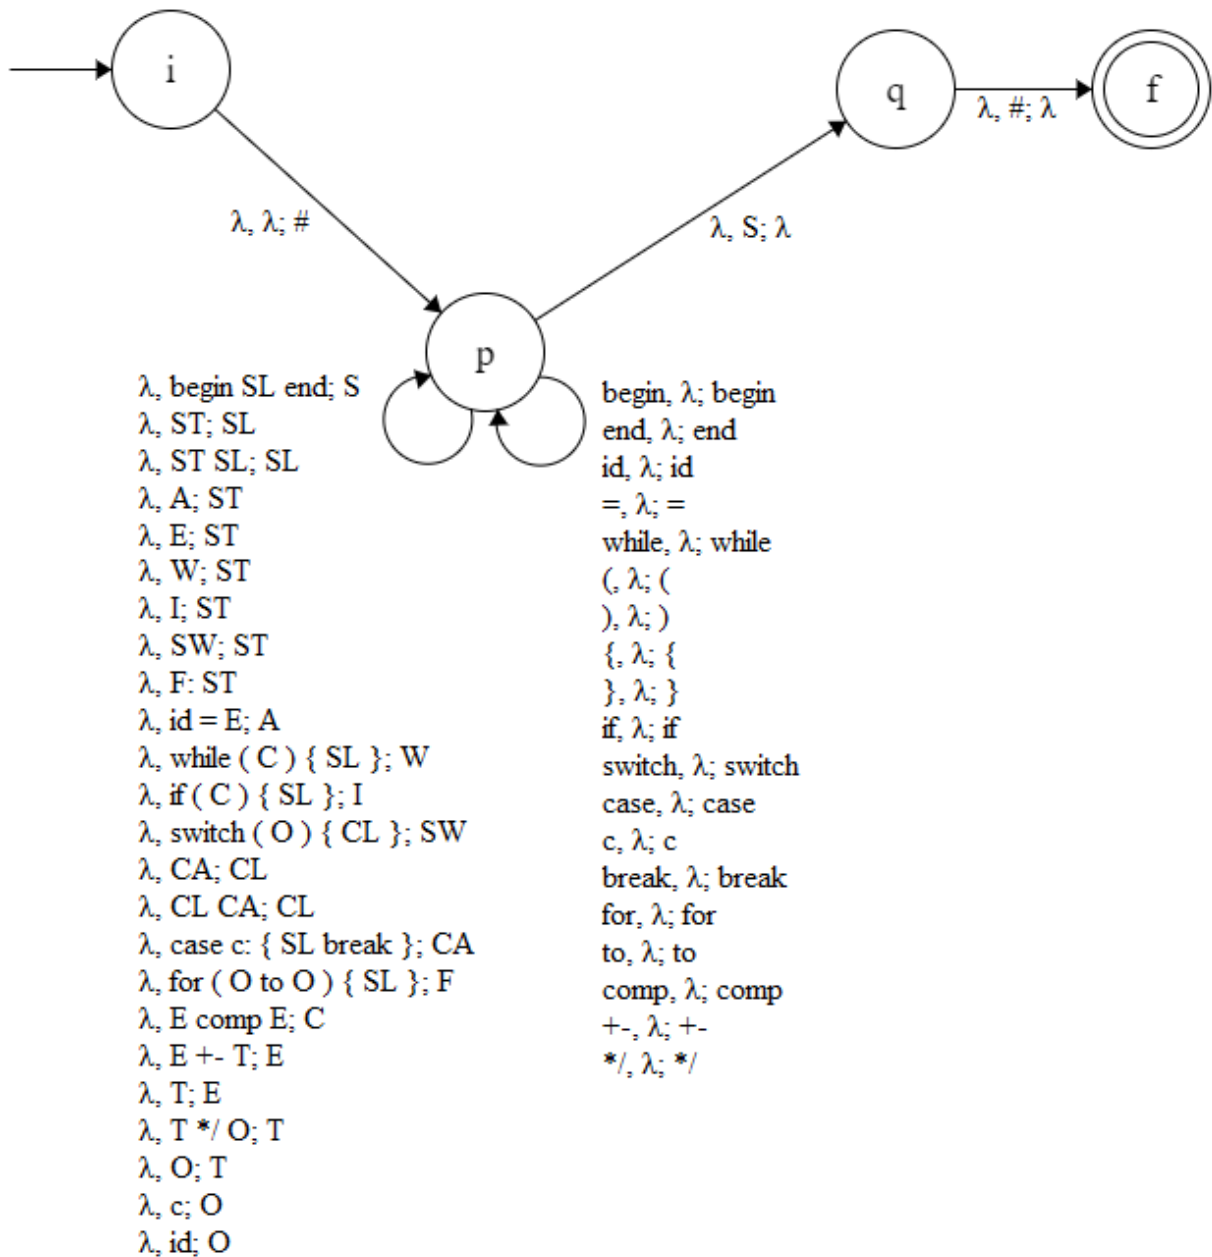 i
q
f
λ, #; λ
λ, λ; #
λ, S; λ
p
λ, begin SL end; S
λ, ST; SL
λ, ST SL; SL
λ, A; ST
λ, E; ST
λ, W; ST
λ, I; ST
λ, SW; ST
λ, F: ST
λ, id = E; A
λ, while ( C ) { SL }; W
λ, if ( C ) { SL }; I
λ, switch ( O ) { CL }; SW
λ, CA; CL
λ, CL CA; CL
λ, case c: { SL break }; CA
λ, for ( O to O ) { SL }; F
λ, E comp E; C
λ, E +- T; E
λ, T; E
λ, T */ O; T
λ, O; T
λ, c; O
λ, id; O
begin, λ; begin
end, λ; end
id, λ; id
=, λ; =
while, λ; while
(, λ; (
), λ; )
{, λ; {
}, λ; }
if, λ; if
switch, λ; switch
case, λ; case
c, λ; c
break, λ; break
for, λ; for
to, λ; to
comp, λ; comp
+-, λ; +-
*/, λ; */